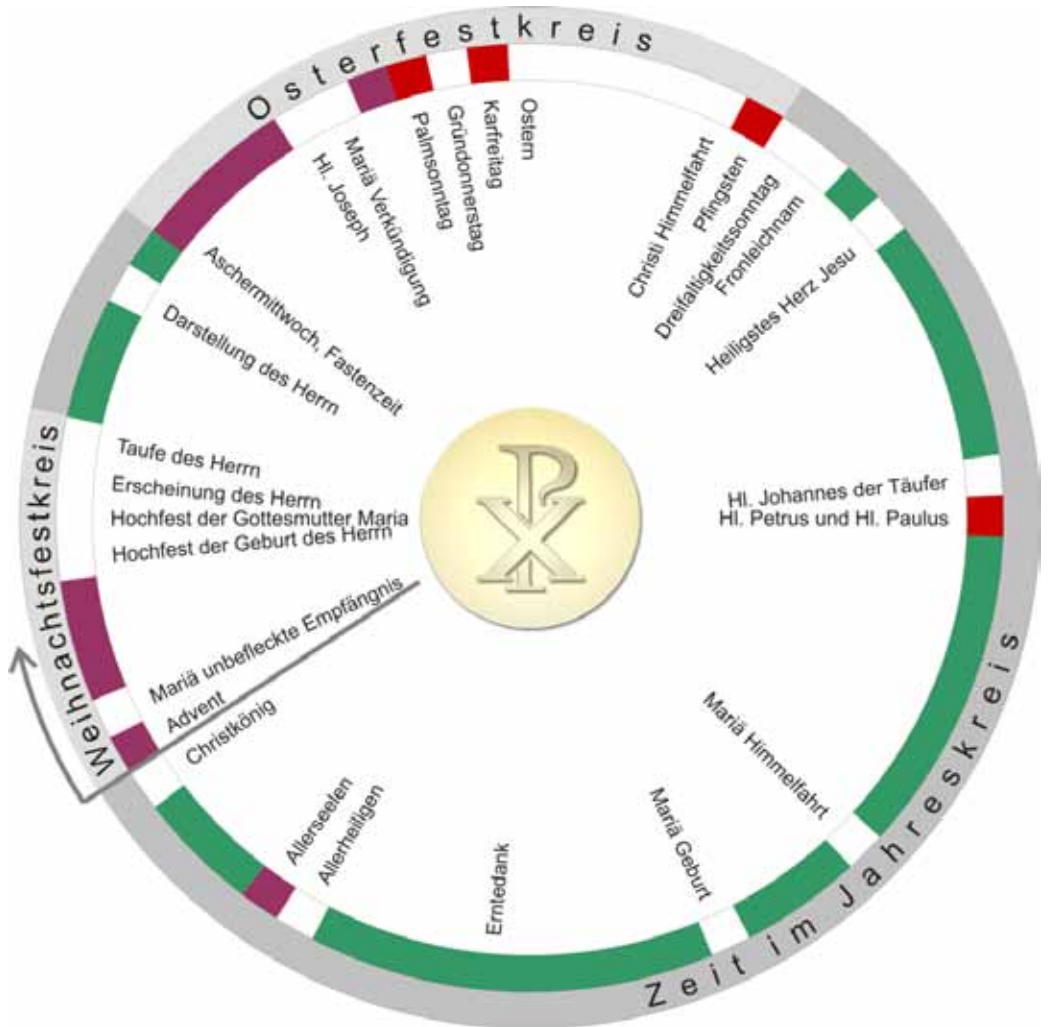 Osterfestkreis
Ostern
Karfreitag
Gründonnerstag
Palmsonntag
Mariä Verkündigung
Hl. Joseph
Christi Himmelfahrt
Pfingsten
Dreifaltigkeitssonntag
Fronleichnam
Heiligstes Herz Jesu
Aschermittwoch, Fastenzeit
Darstellung des Herrn
Weihnachtsfestkreis
Taufe des Herrn
Erscheinung des Herrn
Hochfest der Gottesmutter Maria
Hochfest der Geburt des Herrn
Mariä unbefleckte Empfängnis
Advent
Christkönig
Hl. Johannes der Täufer
Hl. Petrus und Hl. Paulus
Zeit im Jahreskreis
Mariä Himmelfahrt
Mariä Geburt
Erntedank
Allerheiligen
Allerseelen